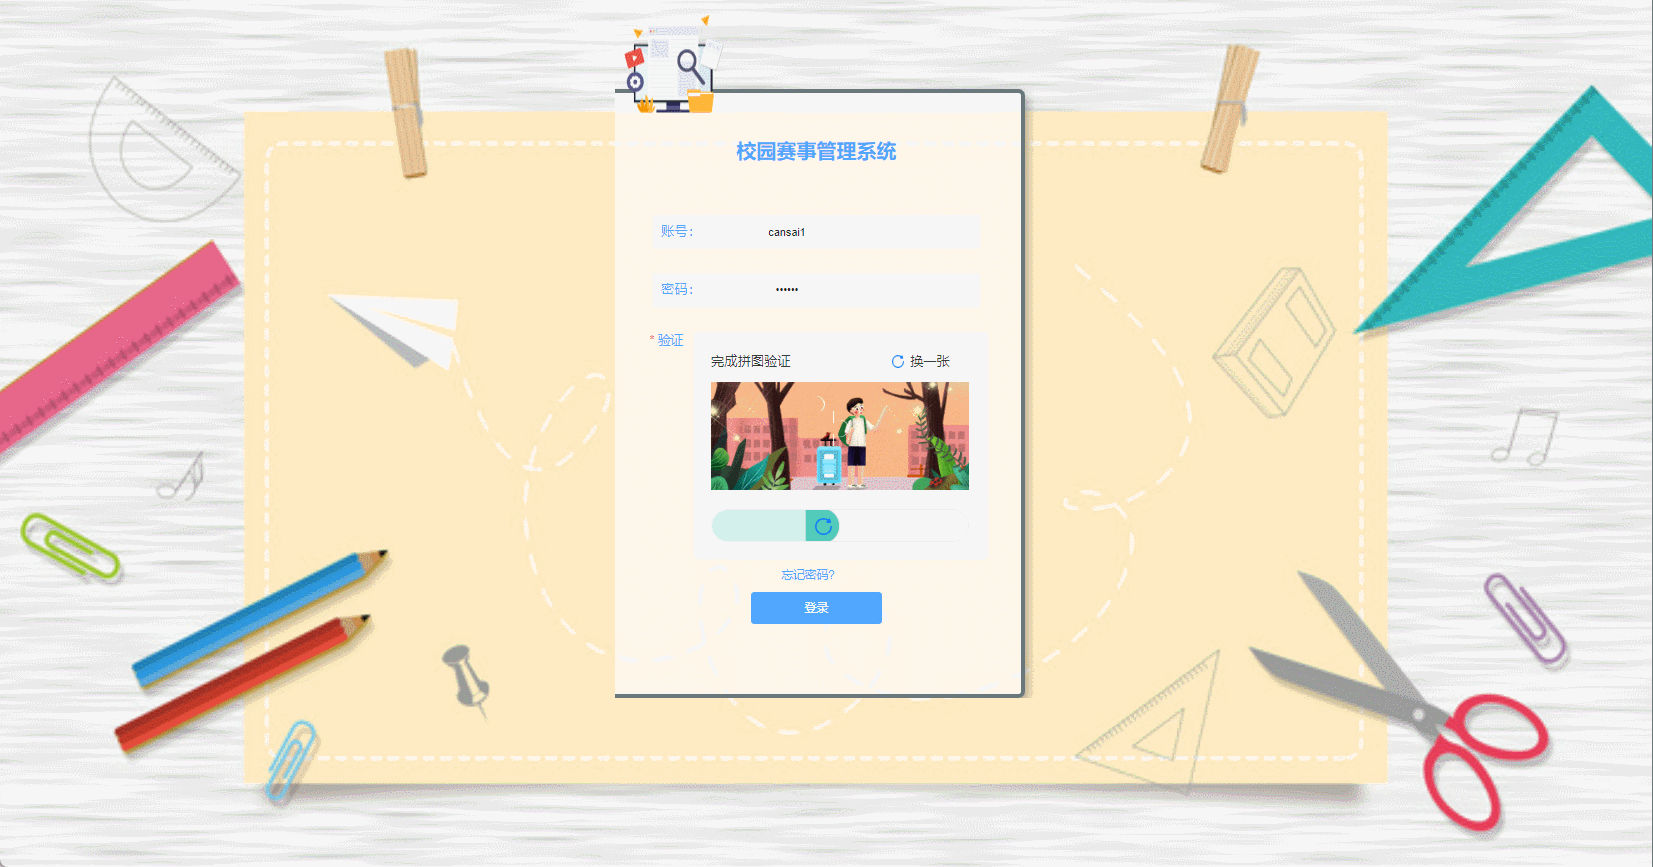 校园赛事管理系统
账号：
cansai1
密码：
••••••
* 验证
完成拼图验证
换一张
忘记密码?
登录